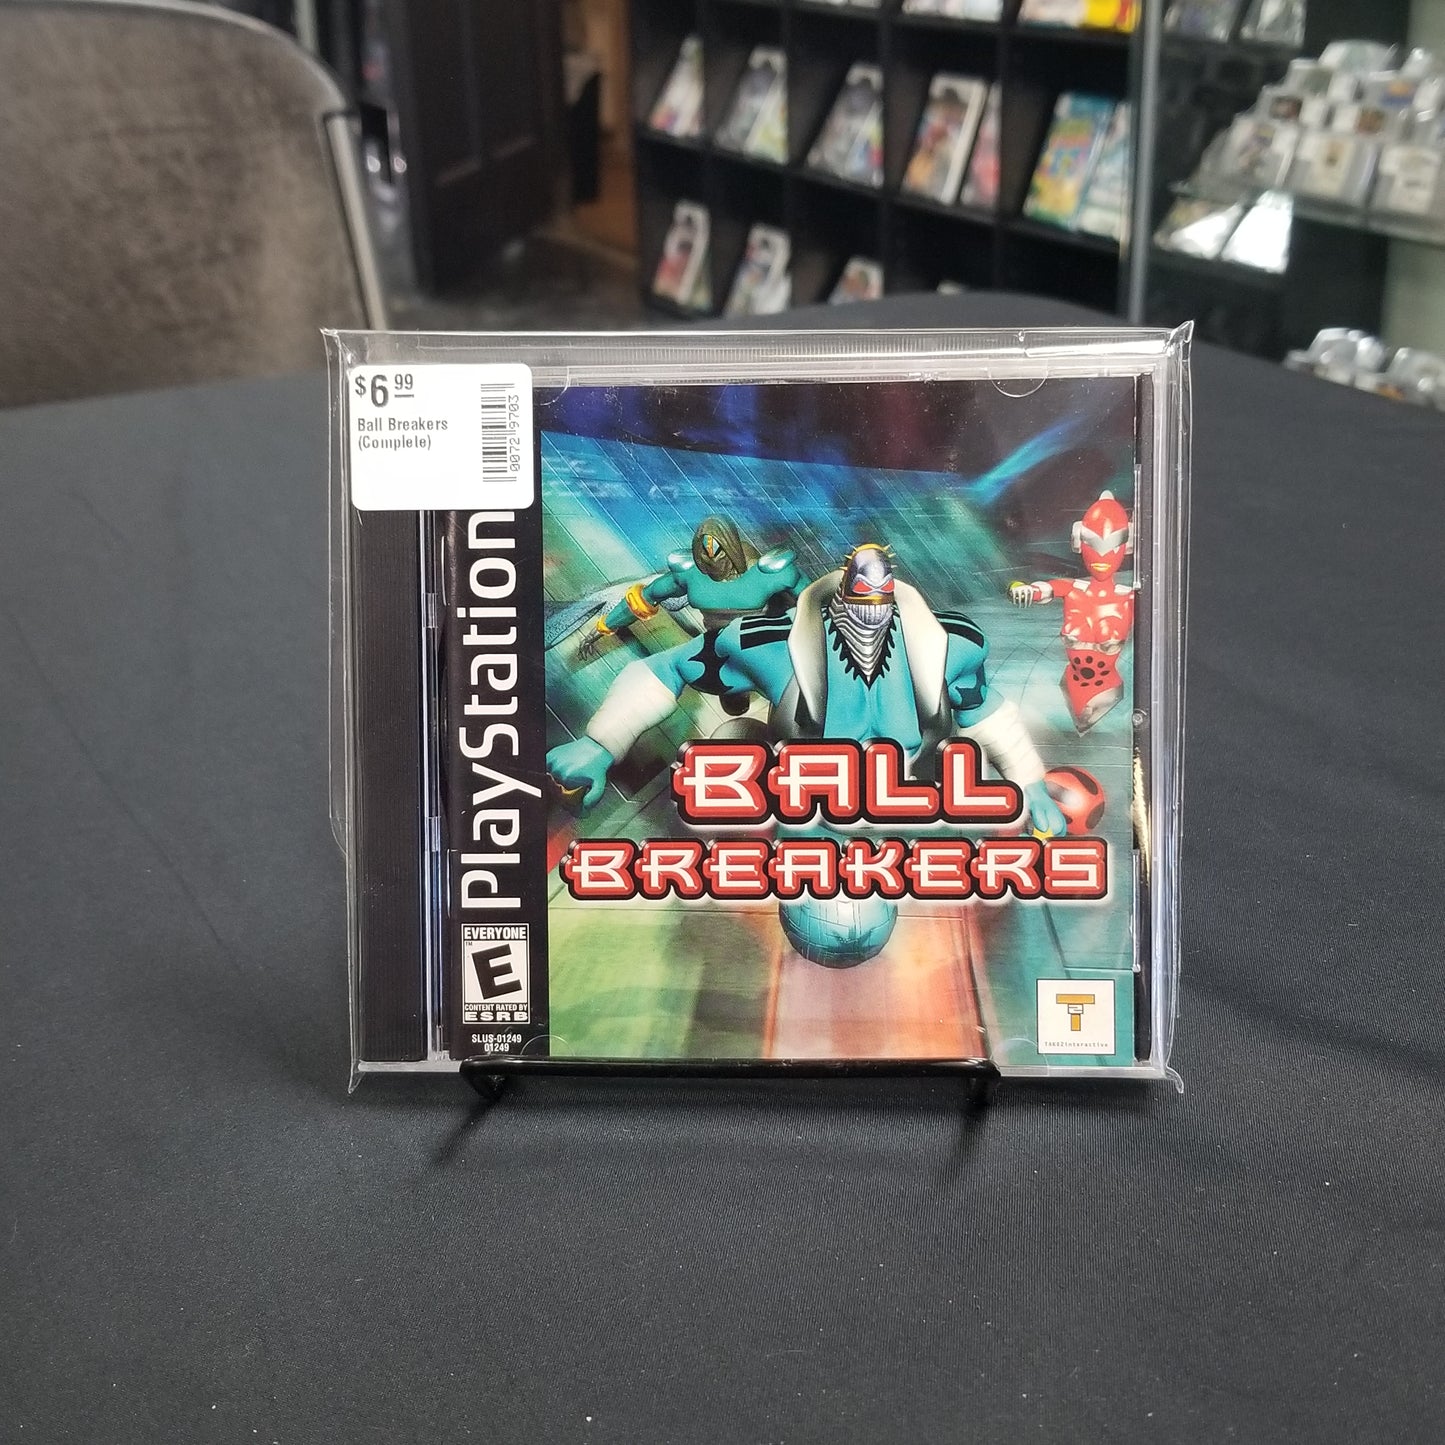 $6.99
Ball Breakers
(Complete)
0072 9703
PlayStation
BALL
BREAKERS
EVERYONE
TM
E
CONTENT RATED BY
ESRB
SLUS-01249
01249
T
TAKE2interactive